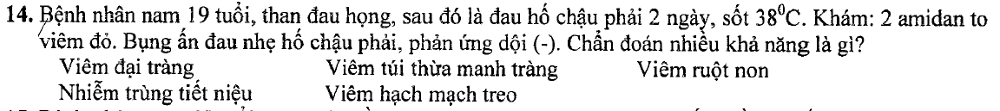 14. Bệnh nhân nam 19 tuổi, than đau họng, sau đó là đau hố chậu phải 2 ngày, sốt 38⁰C. Khám: 2 amidan to
viêm đỏ. Bụng ấn đau nhẹ hố chậu phải, phản ứng dội (-). Chẩn đoán nhiều khả năng là gì?
Viêm đại tràng Viêm túi thừa manh tràng Viêm ruột non
Nhiễm trùng tiết niệu Viêm hạch mạch treo